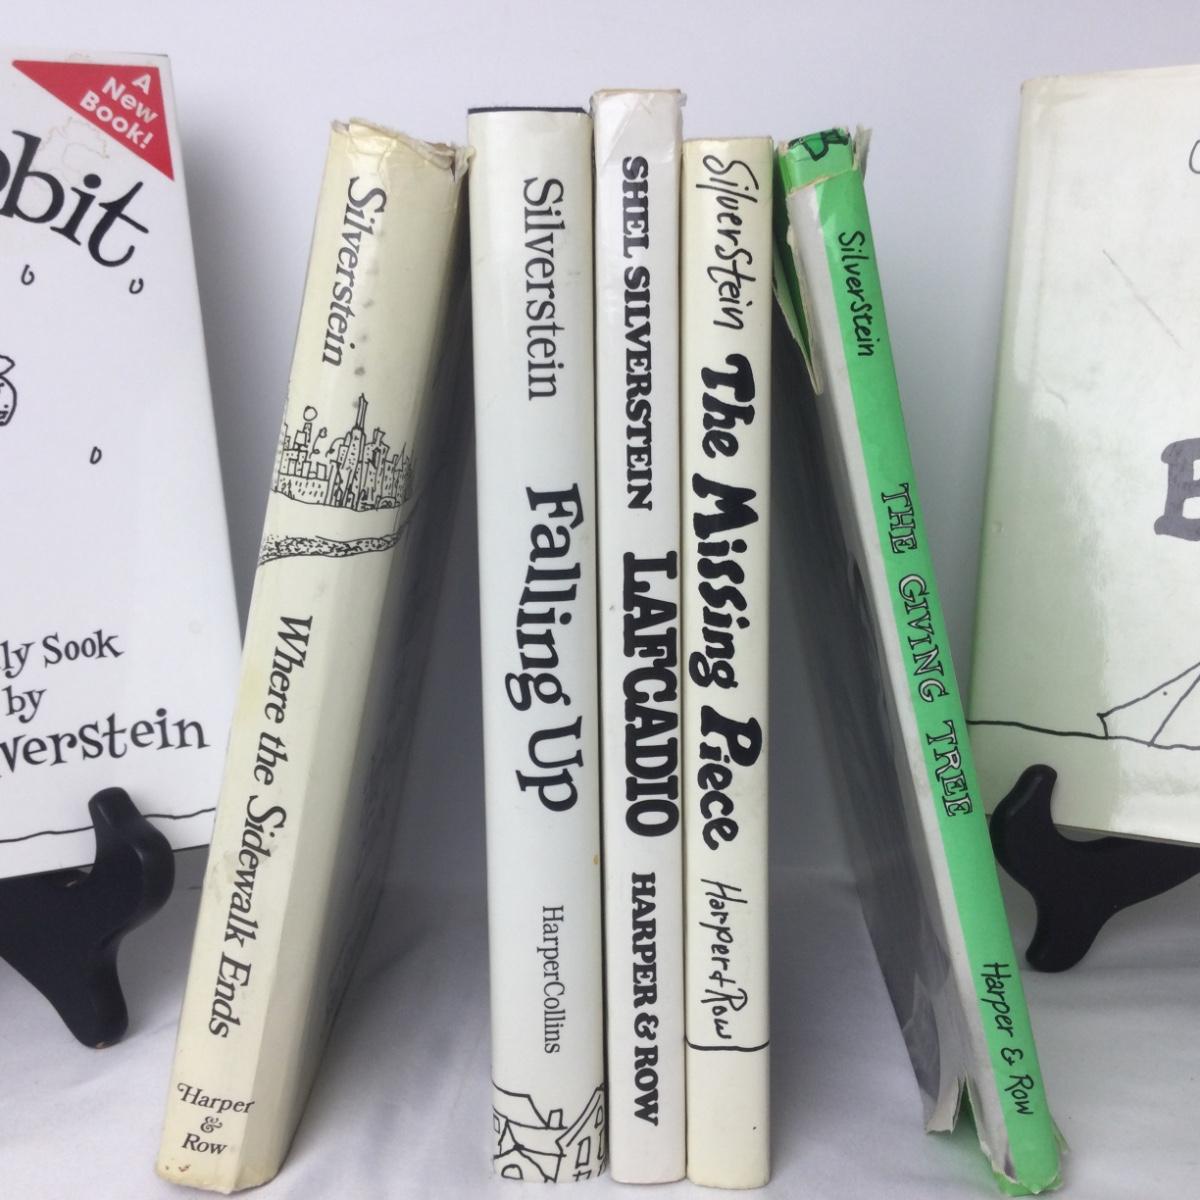 A
New
Book!
bbit
ly Sook
by
verstein
Silverstein
Where the Sidewalk Ends
Harper
&
Row
Silverstein
Falling Up
HarperCollins
SHEL SILVERSTEIN
LAFCADIO
HARPER & ROW
Silverstein
The Missing Piece
Harper & Row
Silverstein
THE GIVING TREE
Harper & Row